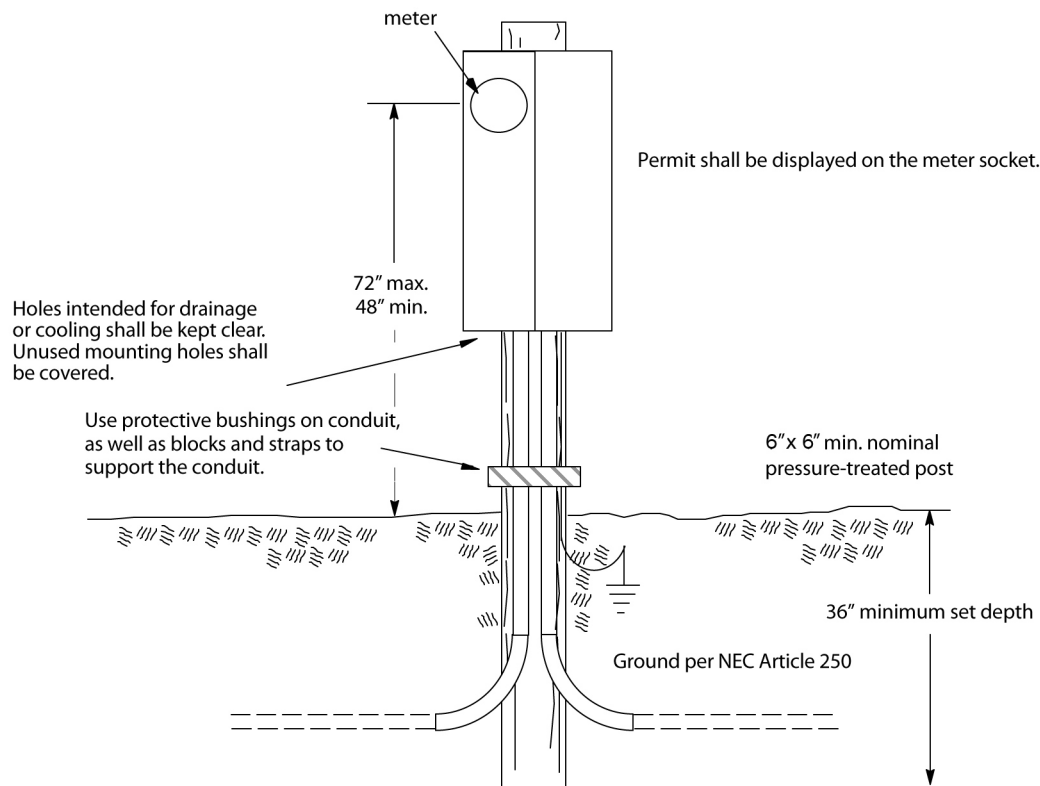 meter
Permit shall be displayed on the meter socket.
72” max.
48” min.
Holes intended for drainage
or cooling shall be kept clear.
Unused mounting holes shall
be covered.
Use protective bushings on conduit,
as well as blocks and straps to
support the conduit.
6”x 6” min. nominal
pressure-treated post
36” minimum set depth
Ground per NEC Article 250